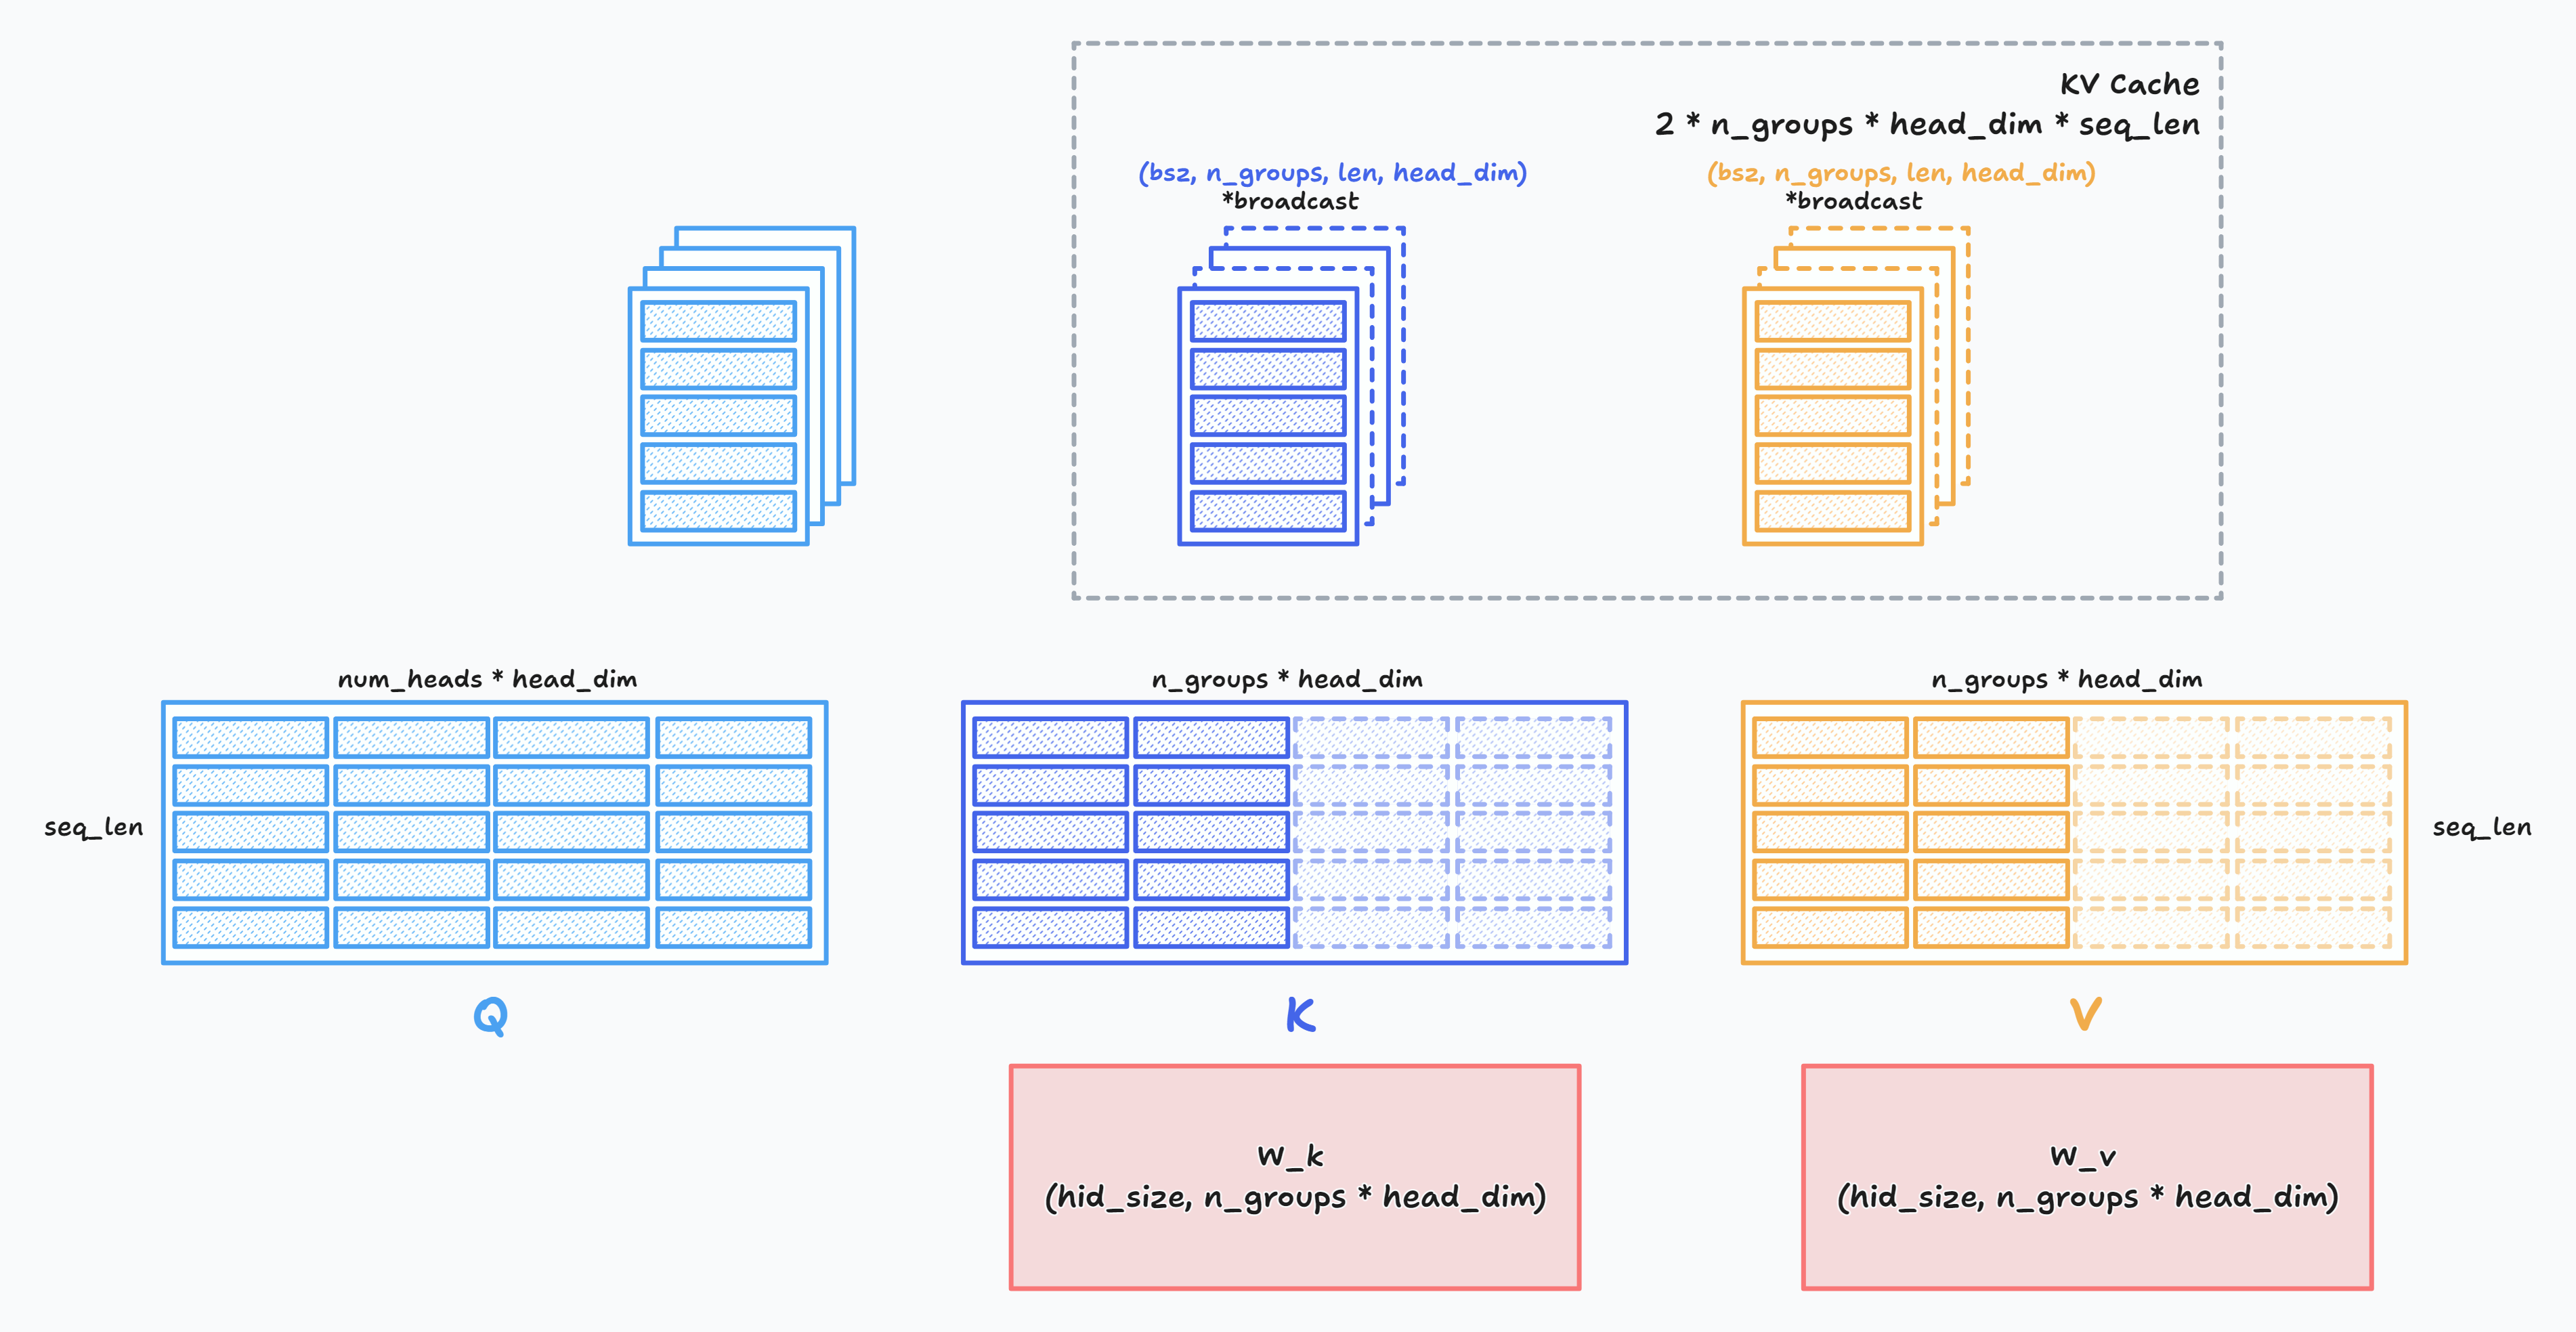 KV Cache
2 * n_groups * head_dim * seq_len
(bsz, n_groups, len, head_dim)
*broadcast
(bsz, n_groups, len, head_dim)
*broadcast
num_heads * head_dim
n_groups * head_dim
n_groups * head_dim
seq_len
seq_len
Q
K
V
W_k
(hid_size, n_groups * head_dim)
W_v
(hid_size, n_groups * head_dim)